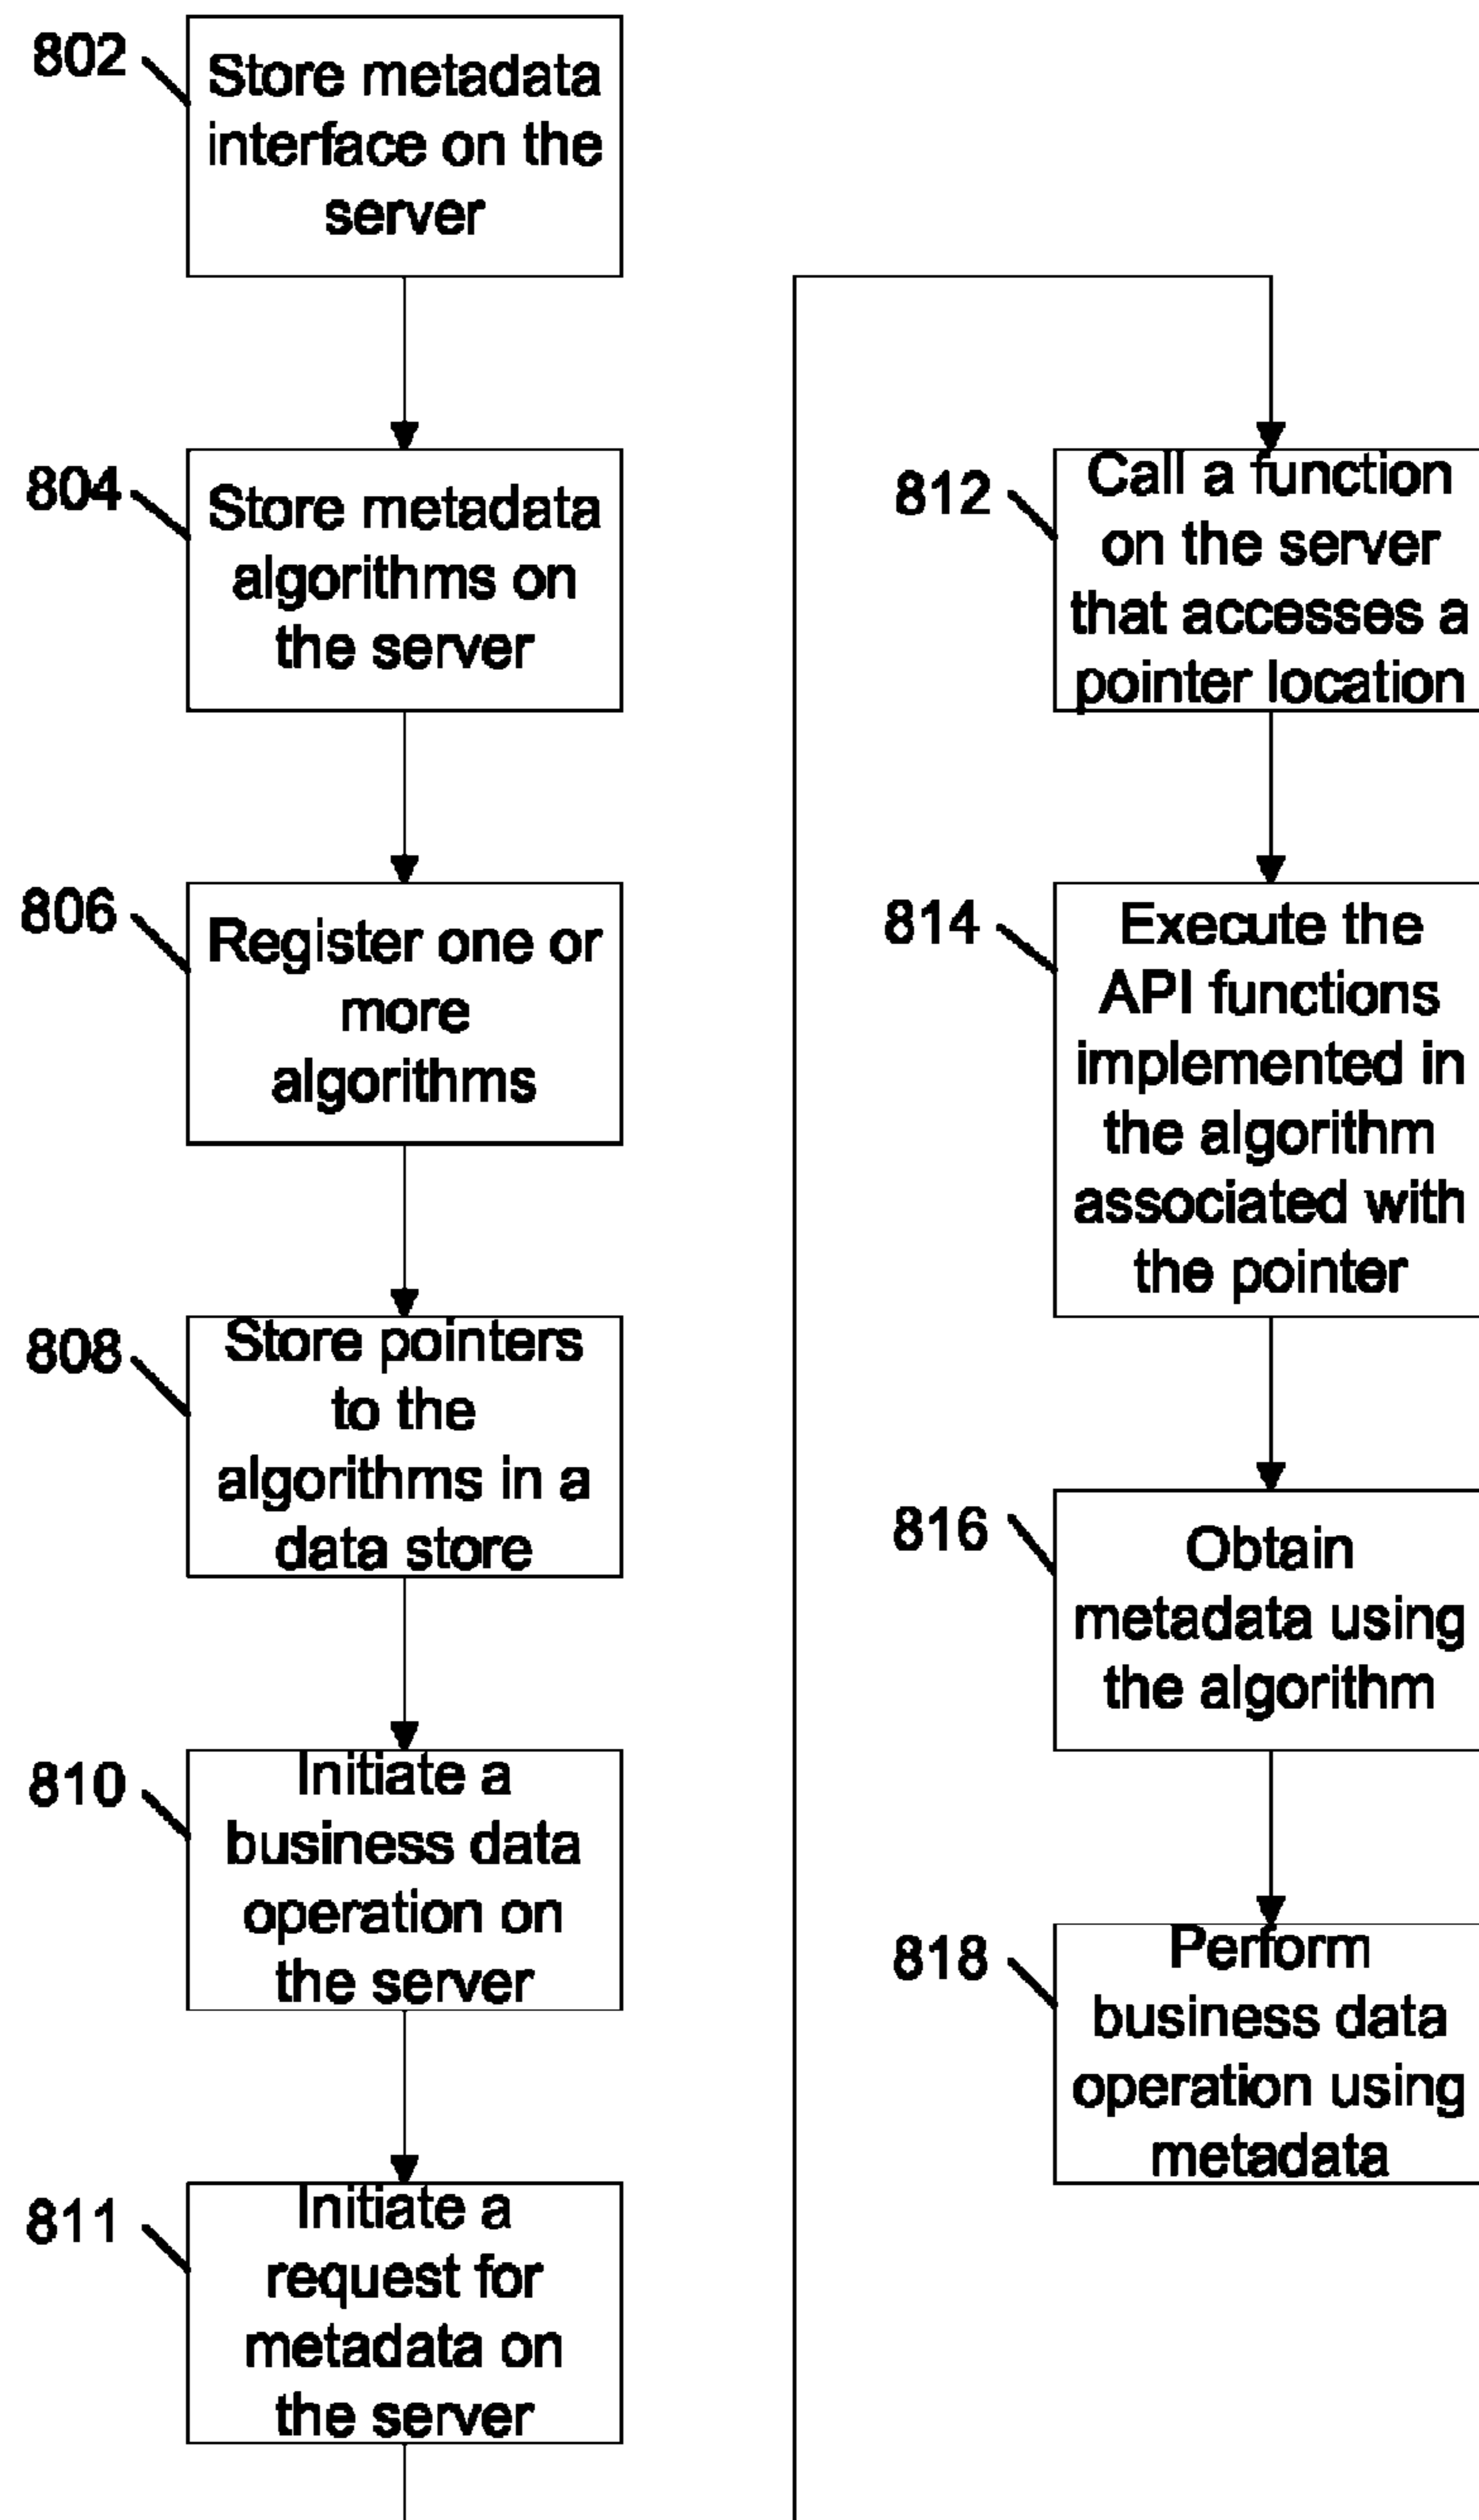 802
Store metadata
interface on the
server
804
Store metadata
algorithms on
the server
806
Register one or
more
algorithms
808
Store pointers
to the
algorithms in a
data store
810
Initiate a
business data
operation on
the server
811
Initiate a
request for
metadata on
the server
812
Call a function
on the server
that accesses a
pointer location
814
Execute the
API functions
implemented in
the algorithm
associated with
the pointer
816
Obtain
metadata using
the algorithm
818
Perform
business data
operation using
metadata